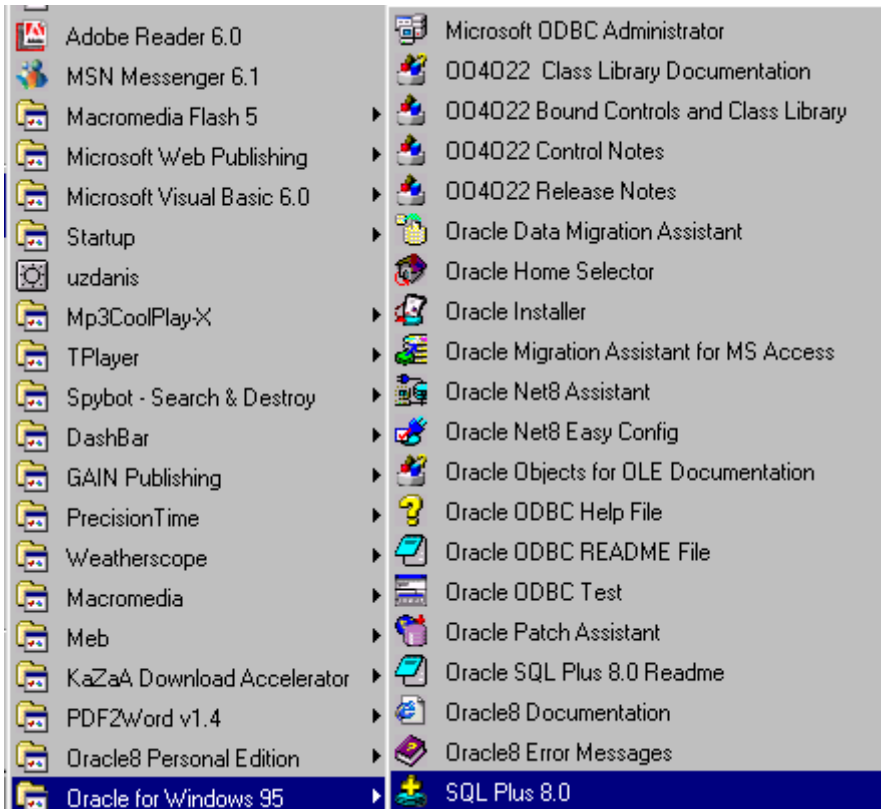 Adobe Reader 6.0
MSN Messenger 6.1
Macromedia Flash 5
Microsoft Web Publishing
Microsoft Visual Basic 6.0
Startup
uzdanis
Mp3CoolPlay-X
TPlayer
Spybot - Search & Destroy
DashBar
GAIN Publishing
PrecisionTime
Weatherscope
Macromedia
Meb
KaZaA Download Accelerator
PDF2Word v1.4
Oracle8 Personal Edition
Oracle for Windows 95
Microsoft ODBC Administrator
OO4O22  Class Library Documentation
OO4O22 Bound Controls and Class Library
OO4O22 Control Notes
OO4O22 Release Notes
Oracle Data Migration Assistant
Oracle Home Selector
Oracle Installer
Oracle Migration Assistant for MS Access
Oracle Net8 Assistant
Oracle Net8 Easy Config
Oracle Objects for OLE Documentation
Oracle ODBC Help File
Oracle ODBC README File
Oracle ODBC Test
Oracle Patch Assistant
Oracle SQL Plus 8.0 Readme
Oracle8 Documentation
Oracle8 Error Messages
SQL Plus 8.0